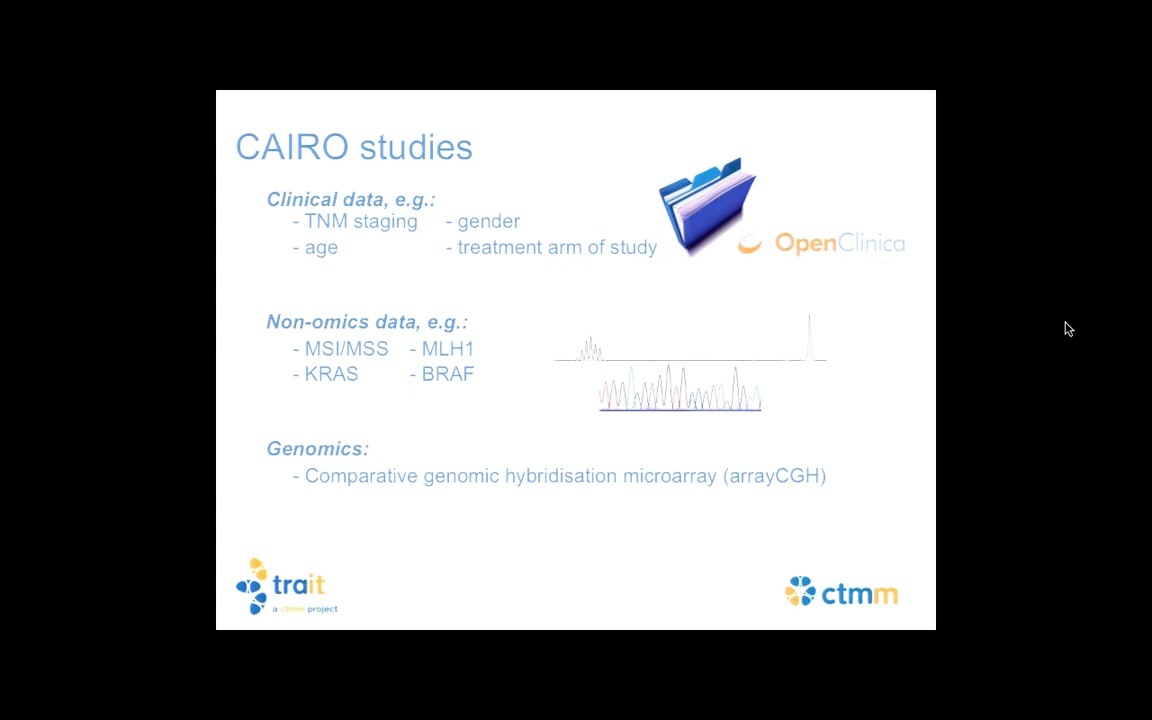 CAIRO studies
Clinical data, e.g.:
- TNM staging - gender
- age - treatment arm of study
OpenClinica
Non-omics data, e.g.:
- MSI/MSS - MLH1
- KRAS - BRAF
Genomics:
- Comparative genomic hybridisation microarray (arrayCGH)
trait
a ctmm project
ctmm